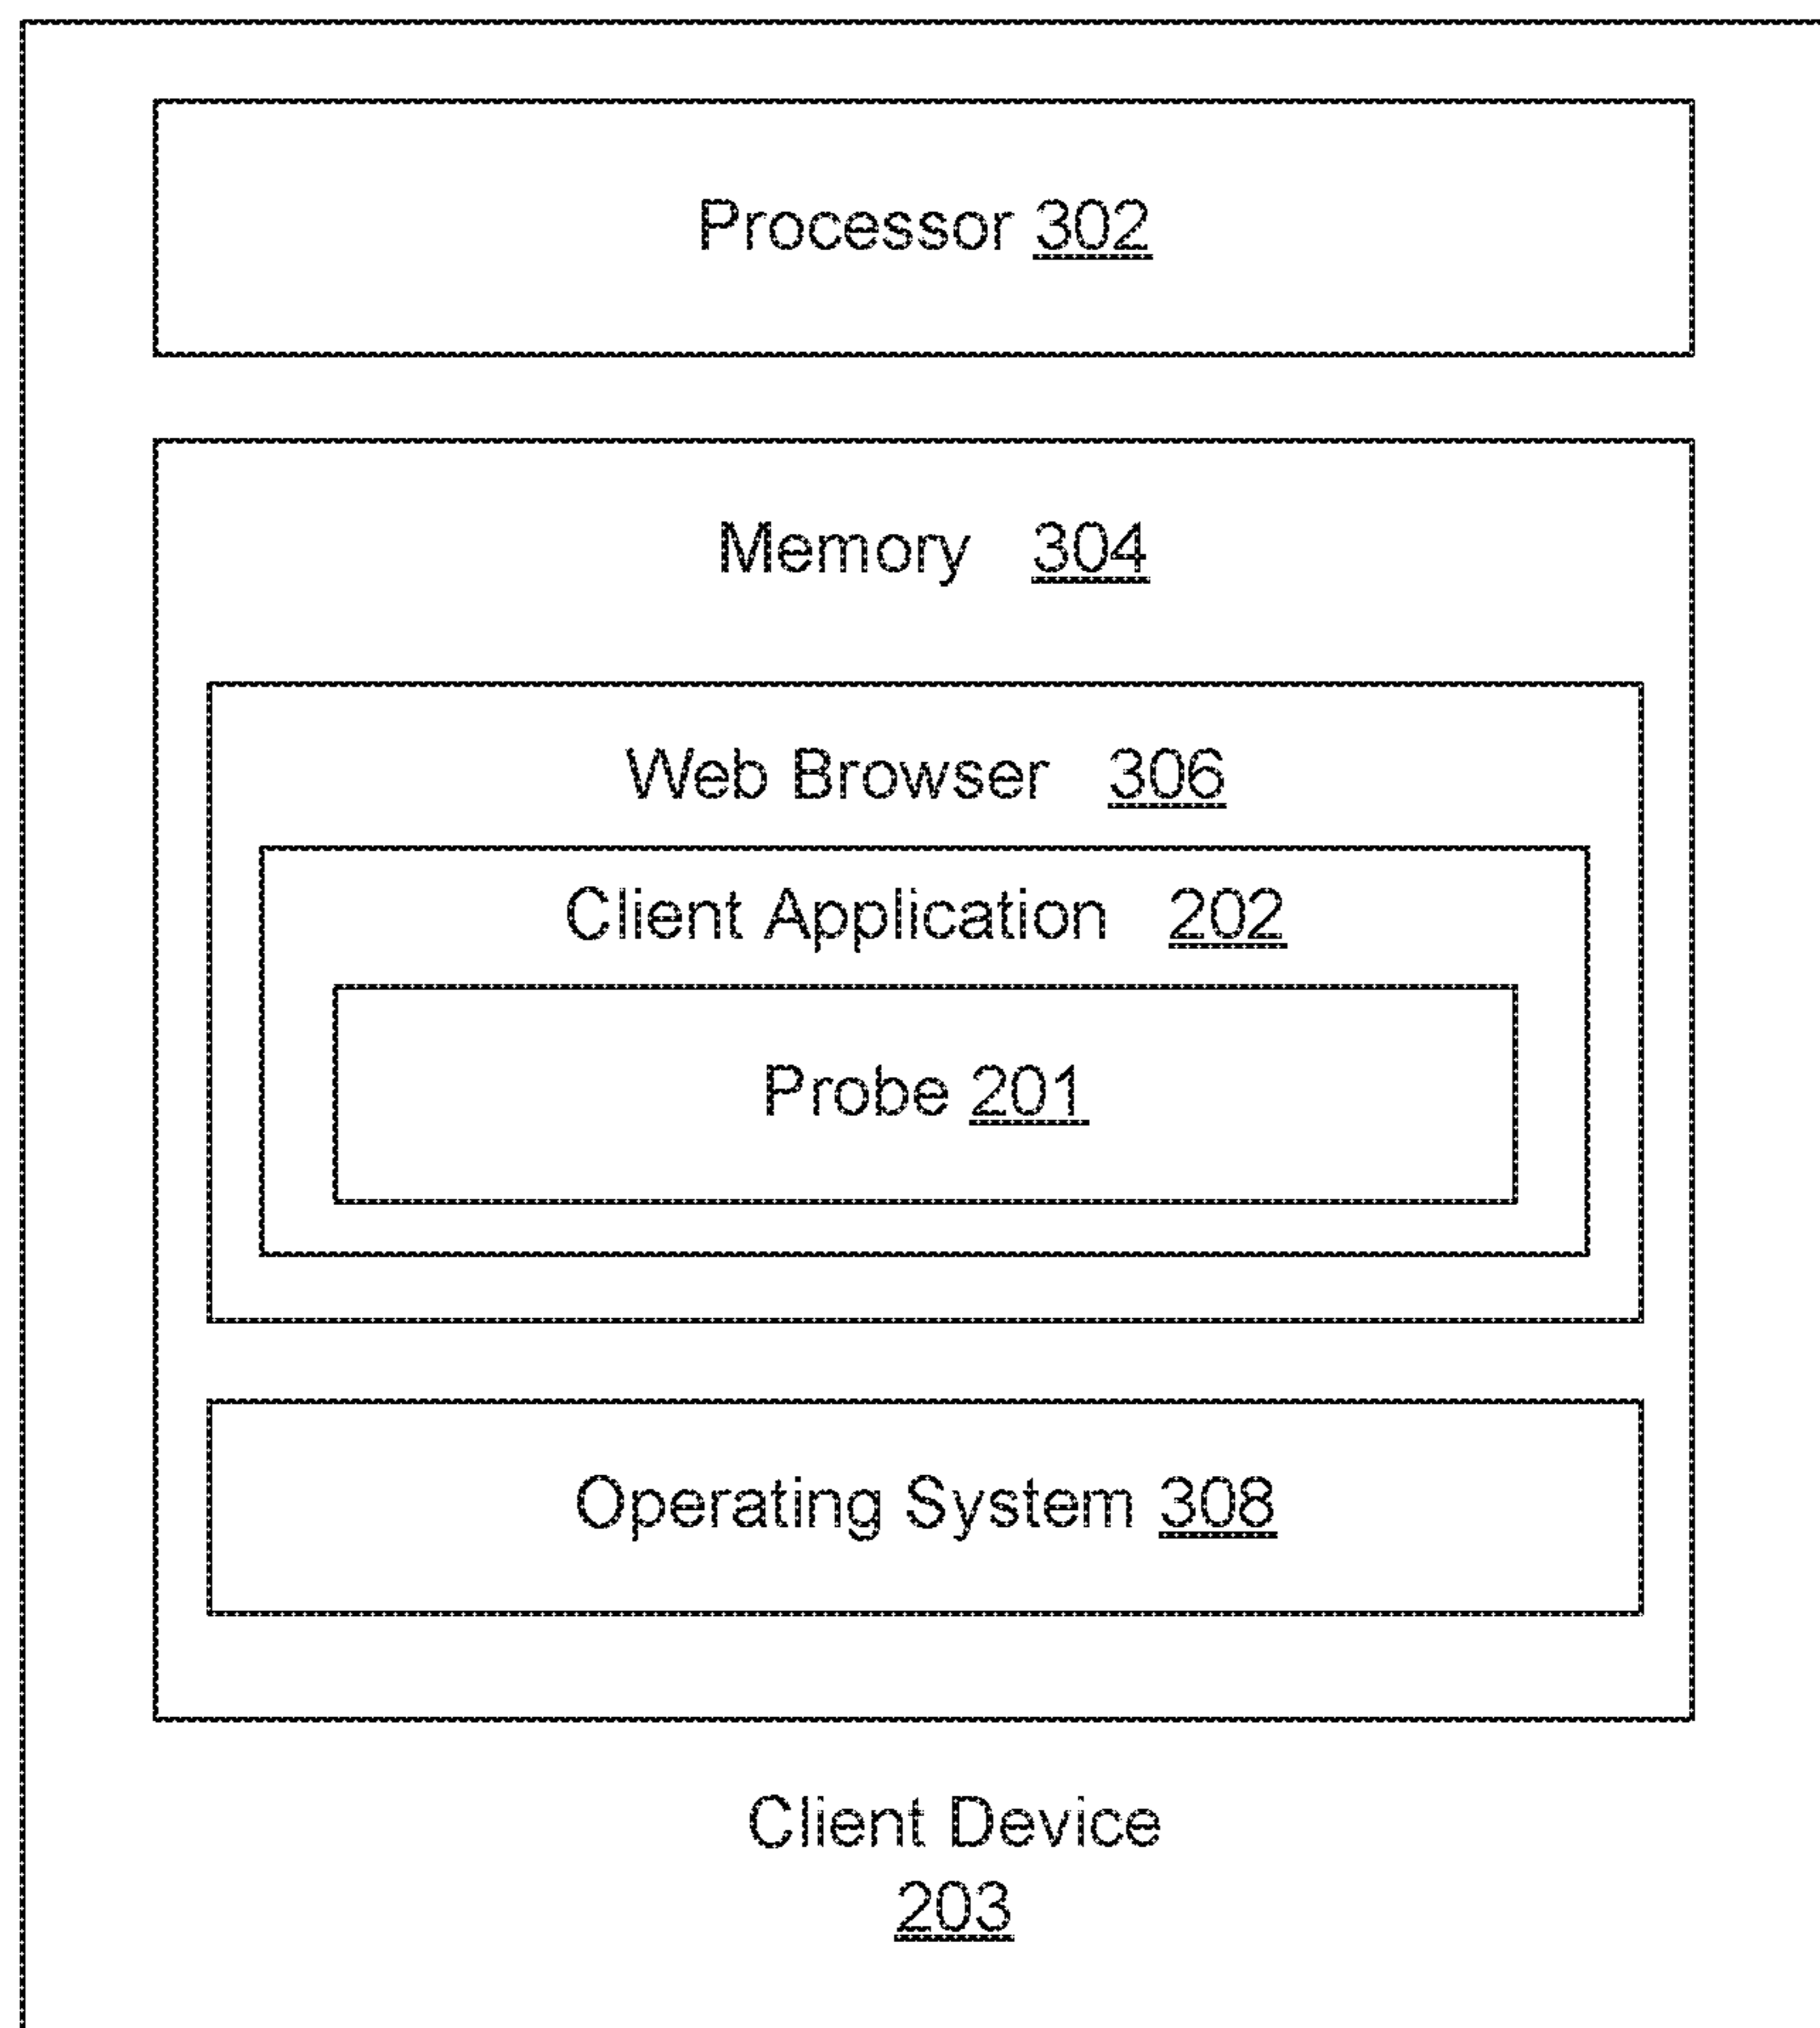 Processor 302
Memory 304
Web Browser 306
Client Application 202
Probe 201
Operating System 308
Client Device
203